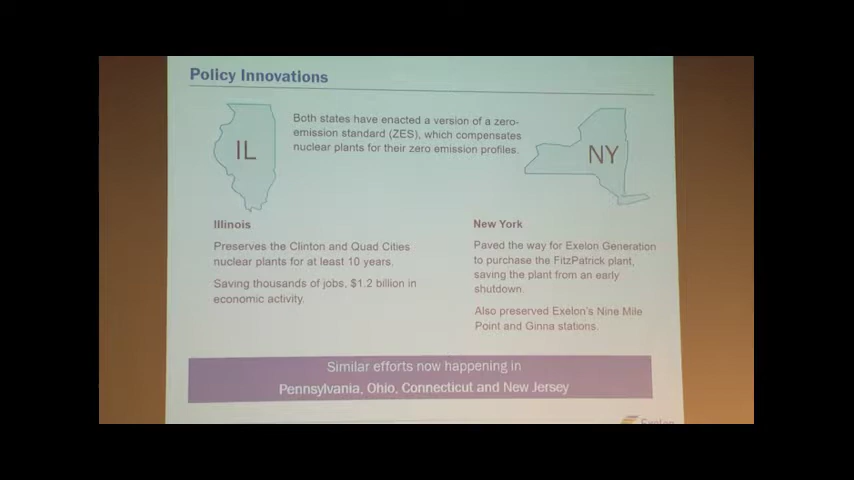 Policy Innovations
Both states have enacted a version of a zero-
emission standard (ZES), which compensates
nuclear plants for their zero emission profiles.
IL
NY
Illinois
Preserves the Clinton and Quad Cities
nuclear plants for at least 10 years.
Saving thousands of jobs, $1.2 billion in
economic activity.
New York
Paved the way for Exelon Generation
to purchase the FitzPatrick plant,
saving the plant from an early
shutdown.
Also preserved Exelon's Nine Mile
Point and Ginna stations.
Similar efforts now happening in
Pennsylvania, Ohio, Connecticut and New Jersey
Exelon